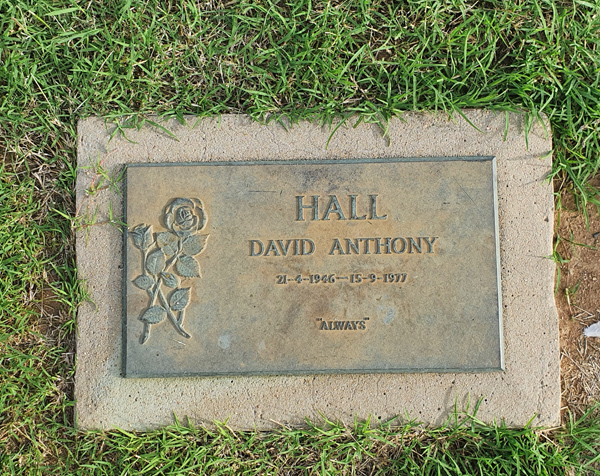 HALL
DAVID ANTHONY
21-4-1946—15-9-1977
"ALWAYS"